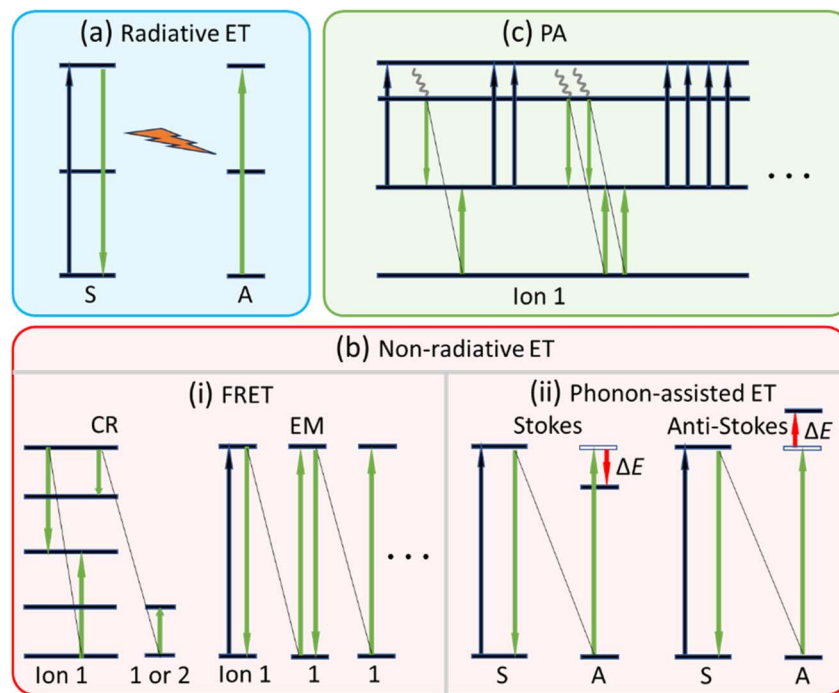 (a) Radiative ET
S A
(c) PA
. . .
Ion 1
(b) Non-radiative ET
(i) FRET
CR EM
. . .
Ion 1 1 or 2 Ion 1 1 1
(ii) Phonon-assisted ET
Stokes Anti-Stokes
ΔE ΔE
S A S A